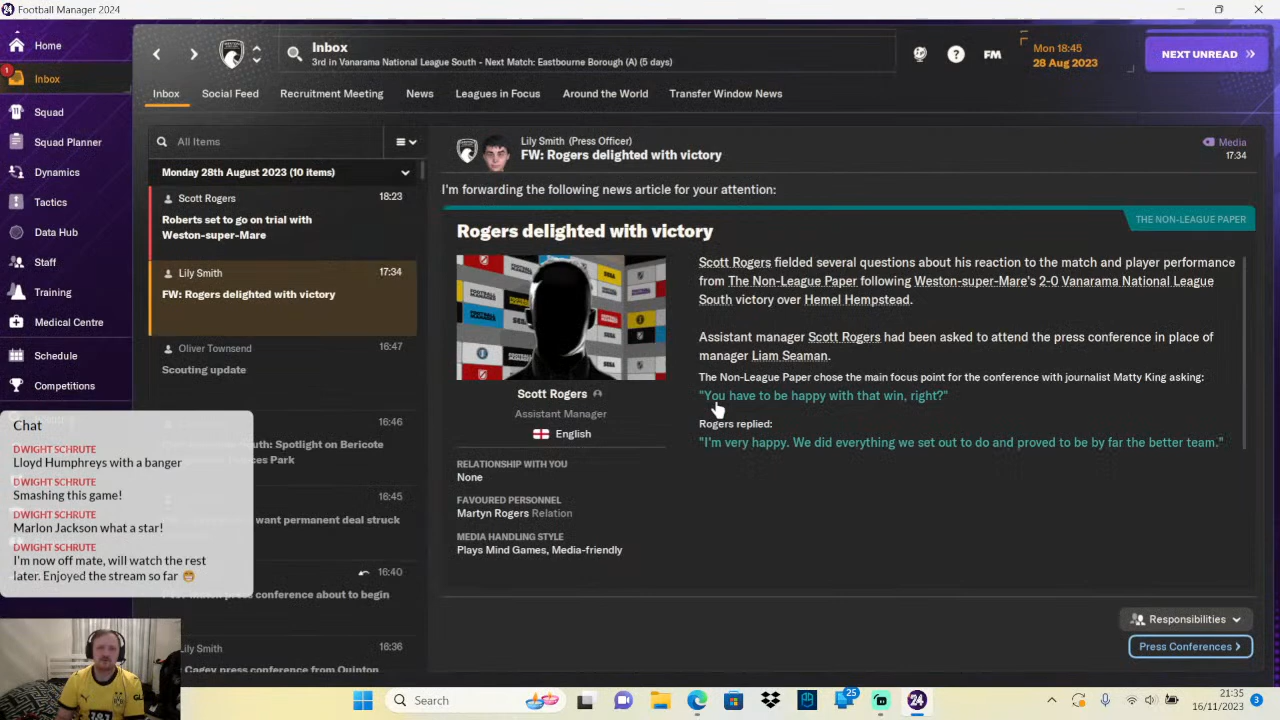 Football Manager 2024
Home
1
Inbox
Squad
Squad Planner
Dynamics
Tactics
Data Hub
Staff
Training
Medical Centre
Schedule
Competitions
Inbox
3rd in Vanarama National League South - Next Match: Eastbourne Borough (A) (5 days)
FM
Mon 18:45
28 Aug 2023
NEXT UNREAD
Inbox Social Feed Recruitment Meeting News Leagues in Focus Around the World Transfer Window News
All Items
Monday 28th August 2023 (10 items)
Scott Rogers 18:23
Roberts set to go on trial with
Weston-super-Mare
Lily Smith 17:34
FW: Rogers delighted with victory
Oliver Townsend 16:47
Scouting update
16:46
South: Spotlight on Bericote
Park
16:45
want permanent deal struck
16:40
conference about to begin
Lily Smith 16:36
Cagey press conference from Quinton
Lily Smith (Press Officer)
FW: Rogers delighted with victory
Media
17:34
I'm forwarding the following news article for your attention:
THE NON-LEAGUE PAPER
Rogers delighted with victory
Scott Rogers
Assistant Manager
English
RELATIONSHIP WITH YOU
None
FAVOURED PERSONNEL
Martyn Rogers Relation
MEDIA HANDLING STYLE
Plays Mind Games, Media-friendly
Scott Rogers fielded several questions about his reaction to the match and player performance
from The Non-League Paper following Weston-super-Mare's 2-0 Vanarama National League
South victory over Hemel Hempstead.
Assistant manager Scott Rogers had been asked to attend the press conference in place of
manager Liam Seaman.
The Non-League Paper chose the main focus point for the conference with journalist Matty King asking:
"You have to be happy with that win, right?"
Rogers replied:
"I'm very happy. We did everything we set out to do and proved to be by far the better team."
Responsibilities
Press Conferences
Chat
DWIGHT SCHRUTE
Lloyd Humphreys with a banger
DWIGHT SCHRUTE
Smashing this game!
DWIGHT SCHRUTE
Marlon Jackson what a star!
DWIGHT SCHRUTE
I'm now off mate, will watch the rest
later. Enjoyed the stream so far 😁
Search
25
24
21:35
16/11/2023
3